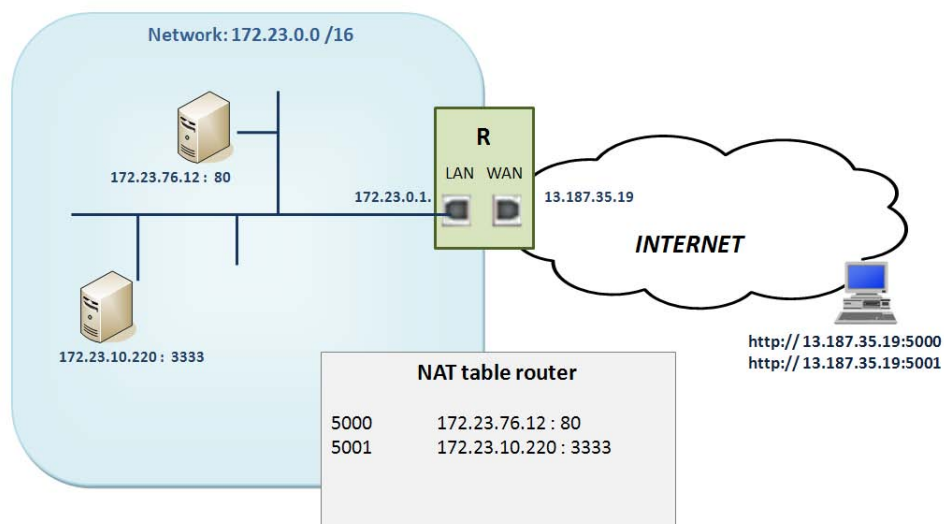 Network: 172.23.0.0 /16
172.23.76.12 : 80
R
LAN WAN
172.23.0.1.
13.187.35.19
INTERNET
172.23.10.220 : 3333
http:// 13.187.35.19:5000
http:// 13.187.35.19:5001
NAT table router
5000 172.23.76.12 : 80
5001 172.23.10.220 : 3333